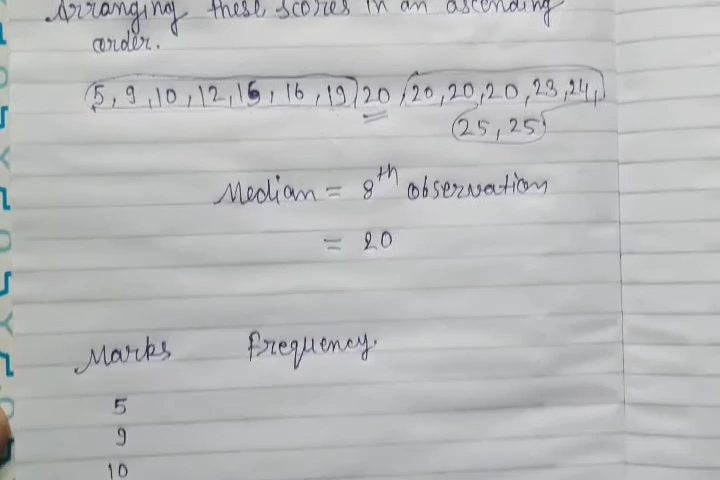 Arranging these scores in an ascending
order.
5, 9, 10, 12, 16, 16, 19, 20, 20, 20, 20, 23, 24,
25, 25
Median = 8th observation
= 20
Marks Frequency
5
9
10